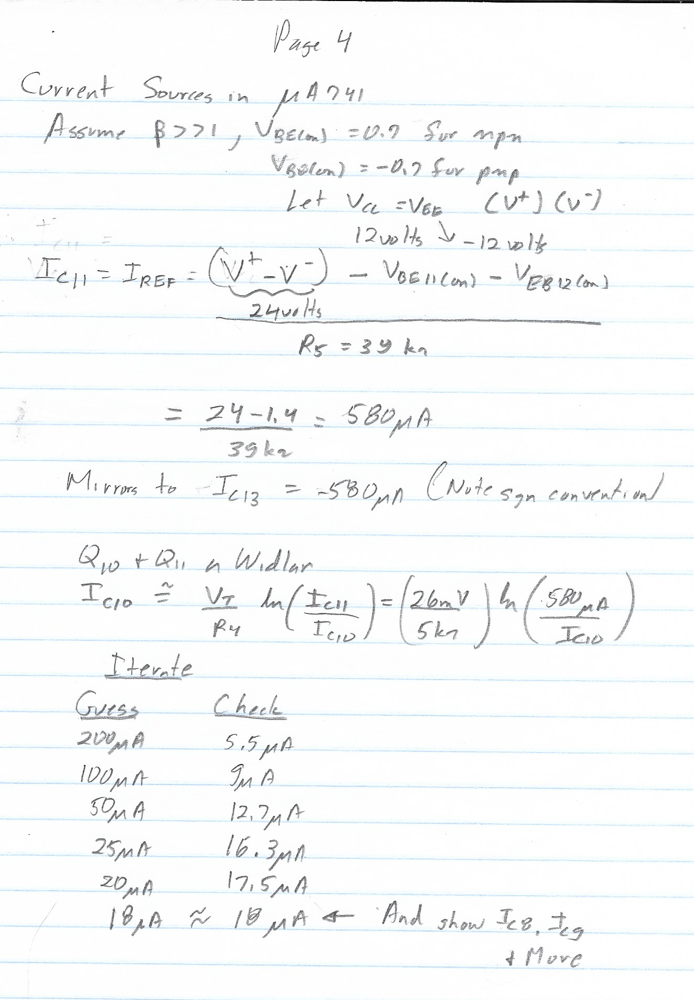 Page 4
Current Sources in μA741
Assume β>>1, VBE(on) = 0.7 for npn
VBE(on) = -0.7 for pnp
Let Vcc = VEE (V+) (V-)
12 volts ↓ -12 volts
IC11 = IREF = (V+ - V-) - VBE11(on) - VEB12(on)
24 volts
R5 = 39 kΩ
= 24-1.4 = 580 μA
39 kΩ
Mirrors to IC13 = -580 μA (Note sgn convention)
Q10 + Q11 a Widlar
IC10 ≅ VT ln(IC11) = (26mV) ln(580 μA)
R4 IC10 5kΩ IC10
Iterate
Guess Check
200 μA 5.5 μA
100 μA 9 μA
50 μA 12.7 μA
25 μA 16.3 μA
20 μA 17.5 μA
18 μA ≈ 18 μA ← And show IC8, IC9
+ More